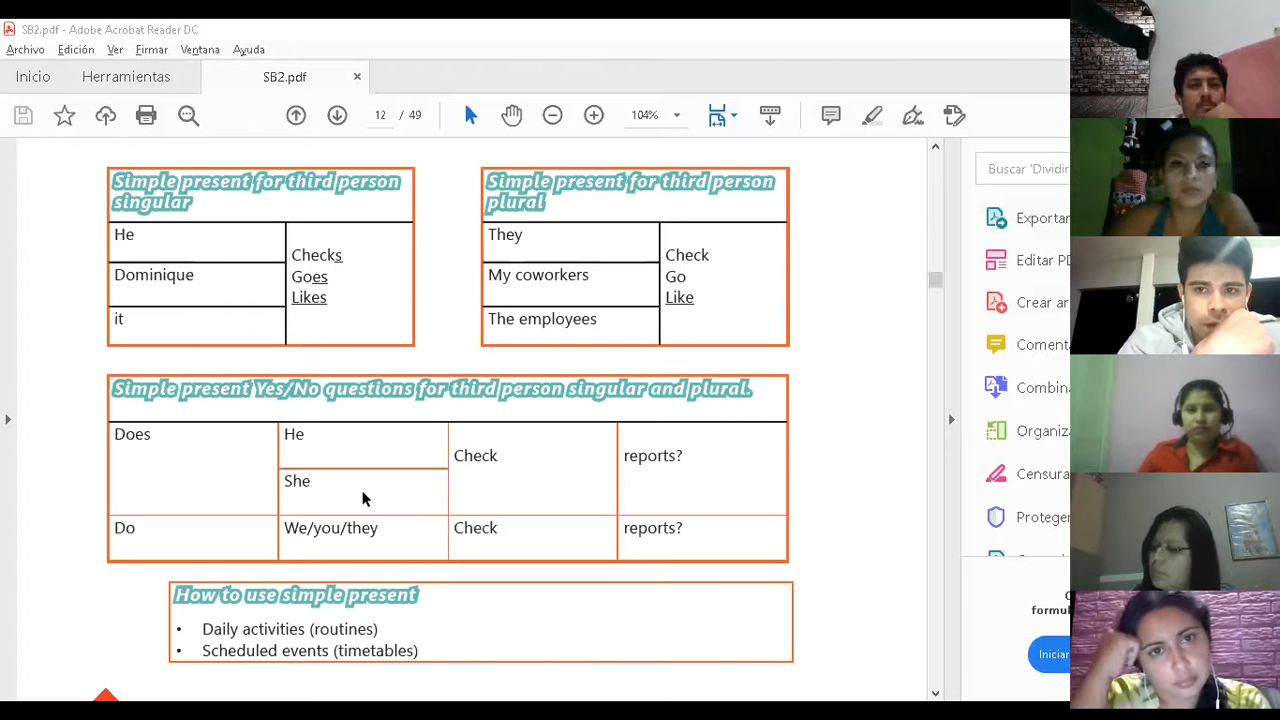 SB2.pdf - Adobe Acrobat Reader DC
Archivo Edición Ver Firmar Ventana Ayuda
Inicio Herramientas SB2.pdf ×
12 / 49 104%
Simple present for third person
singular
He
Dominique
it
Checks
Goes
Likes
Simple present for third person
plural
They
My coworkers
The employees
Check
Go
Like
Simple present Yes/No questions for third person singular and plural.
Does He Check reports?
She
Do We/you/they Check reports?
How to use simple present
• Daily activities (routines)
• Scheduled events (timetables)
Buscar 'Dividir
Exportar
Editar PD
Crear ar
Coment
Combin
Organiz
Censura
Proteger
formul
Iniciar